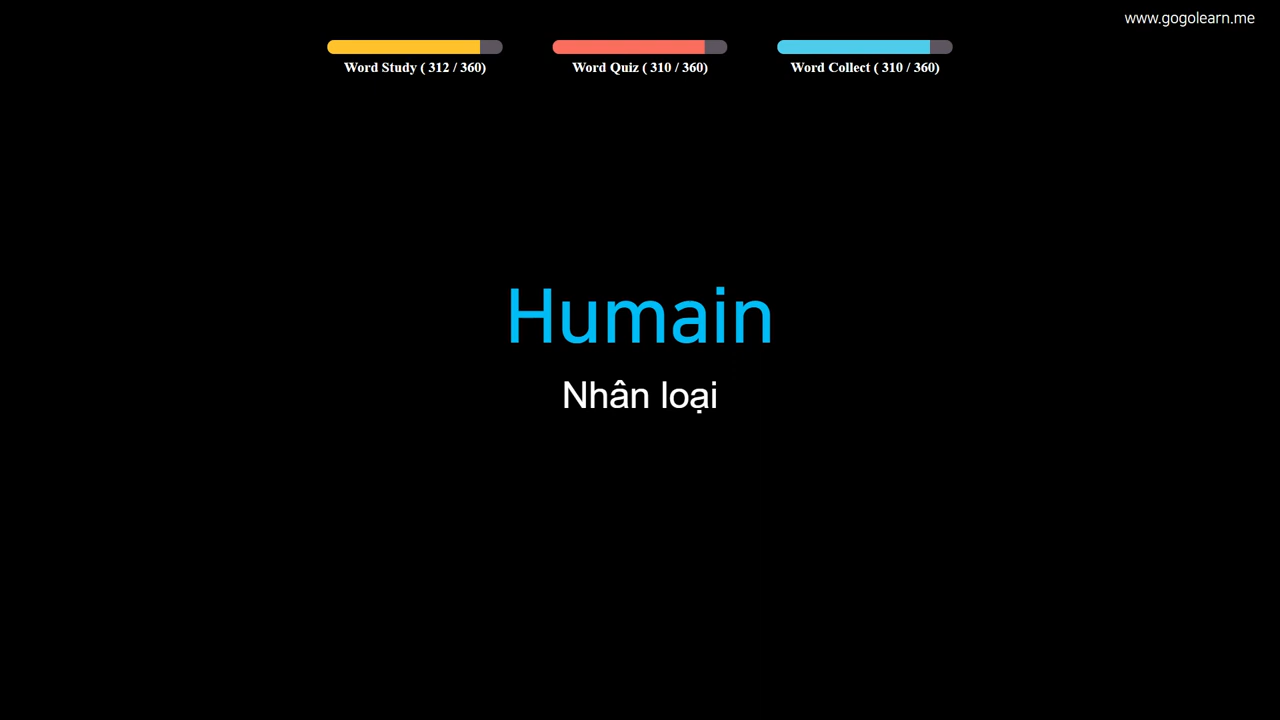 www.gogolearn.me
Word Study ( 312 / 360)
Word Quiz ( 310 / 360)
Word Collect ( 310 / 360)
Humain
Nhân loại